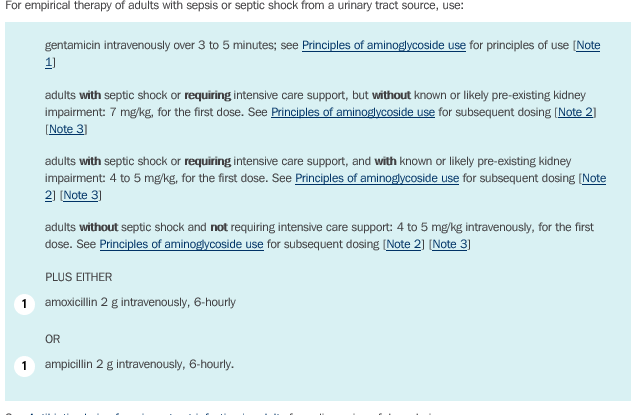 For empirical therapy of adults with sepsis or septic shock from a urinary tract source, use:
gentamicin intravenously over 3 to 5 minutes; see Principles of aminoglycoside use for principles of use [Note
1]
adults with septic shock or requiring intensive care support, but without known or likely pre-existing kidney
impairment: 7 mg/kg, for the first dose. See Principles of aminoglycoside use for subsequent dosing [Note 2]
[Note 3]
adults with septic shock or requiring intensive care support, and with known or likely pre-existing kidney
impairment: 4 to 5 mg/kg, for the first dose. See Principles of aminoglycoside use for subsequent dosing [Note
2] [Note 3]
adults without septic shock and not requiring intensive care support: 4 to 5 mg/kg intravenously, for the first
dose. See Principles of aminoglycoside use for subsequent dosing [Note 2] [Note 3]
PLUS EITHER
1 amoxicillin 2 g intravenously, 6-hourly
OR
1 ampicillin 2 g intravenously, 6-hourly.